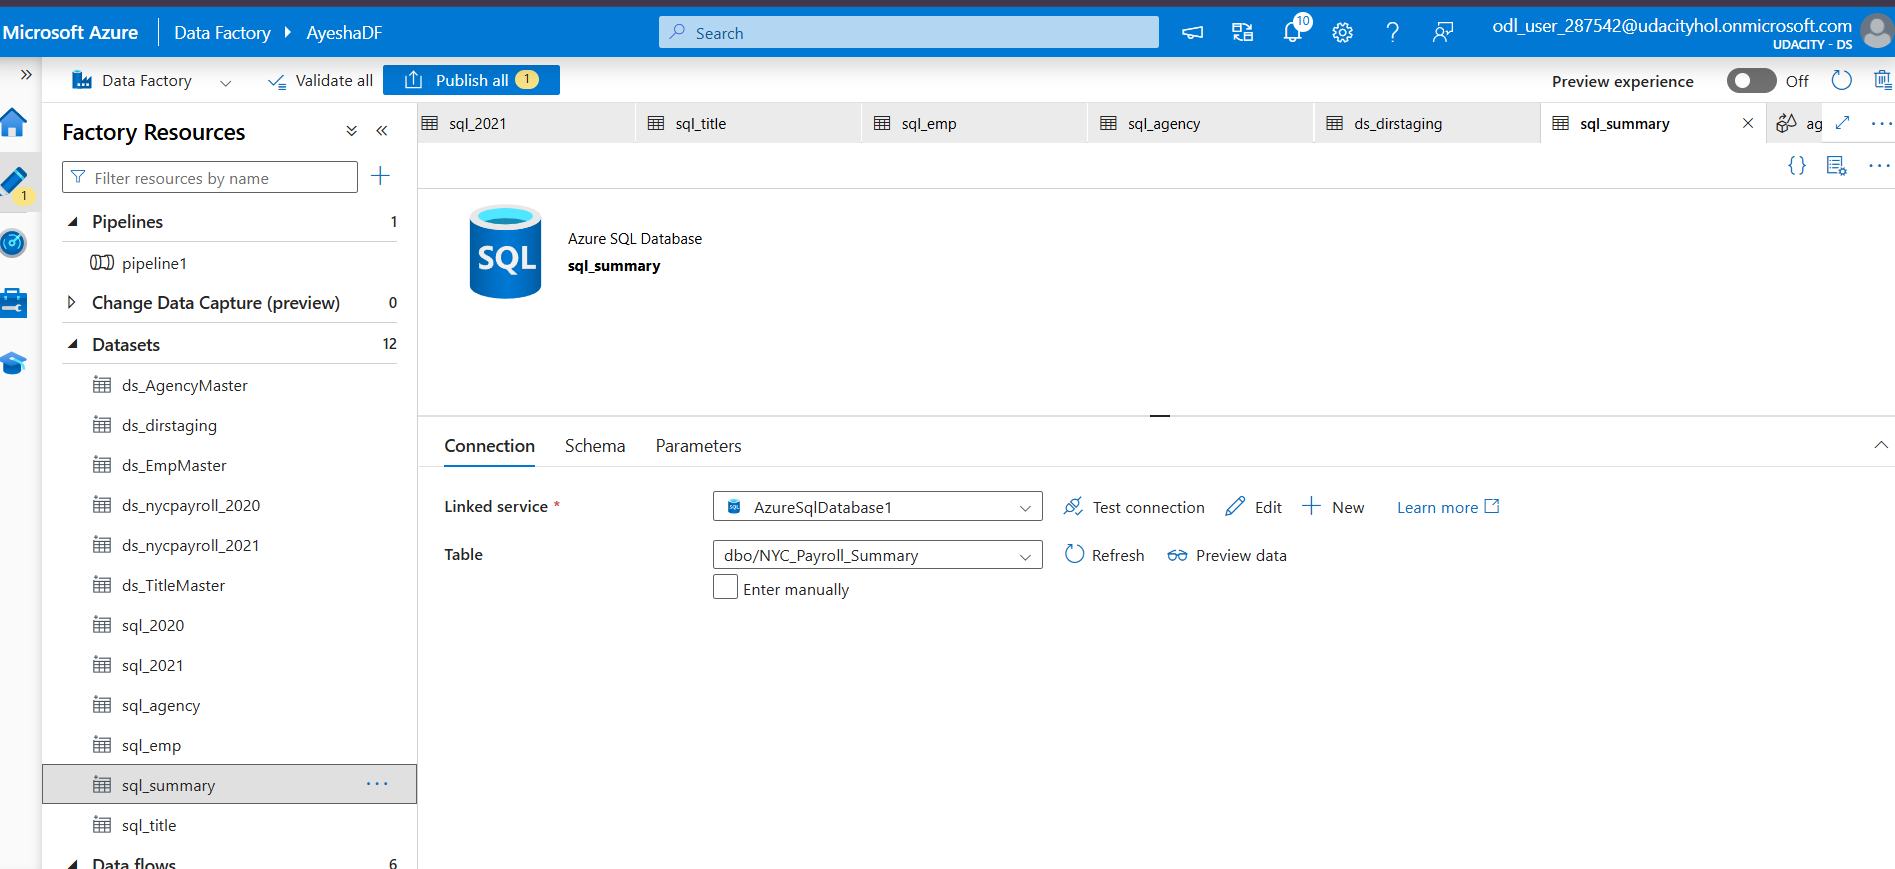 Microsoft Azure
Data Factory
AyeshaDF
Search
10
odl_user_287542@udacityhol.onmicrosoft.com
UDACITY - DS
Data Factory
Validate all
Publish all 1
Preview experience
Off
1
Factory Resources
Filter resources by name
Pipelines 1
pipeline1
Change Data Capture (preview) 0
Datasets 12
ds_AgencyMaster
ds_dirstaging
ds_EmpMaster
ds_nycpayroll_2020
ds_nycpayroll_2021
ds_TitleMaster
sql_2020
sql_2021
sql_agency
sql_emp
sql_summary
sql_title
Data flows 6
sql_2021
sql_title
sql_emp
sql_agency
ds_dirstaging
sql_summary
ag
SQL
Azure SQL Database
sql_summary
Connection
Schema
Parameters
Linked service *
AzureSqlDatabase1
Test connection
Edit
New
Learn more
Table
dbo/NYC_Payroll_Summary
Refresh
Preview data
Enter manually